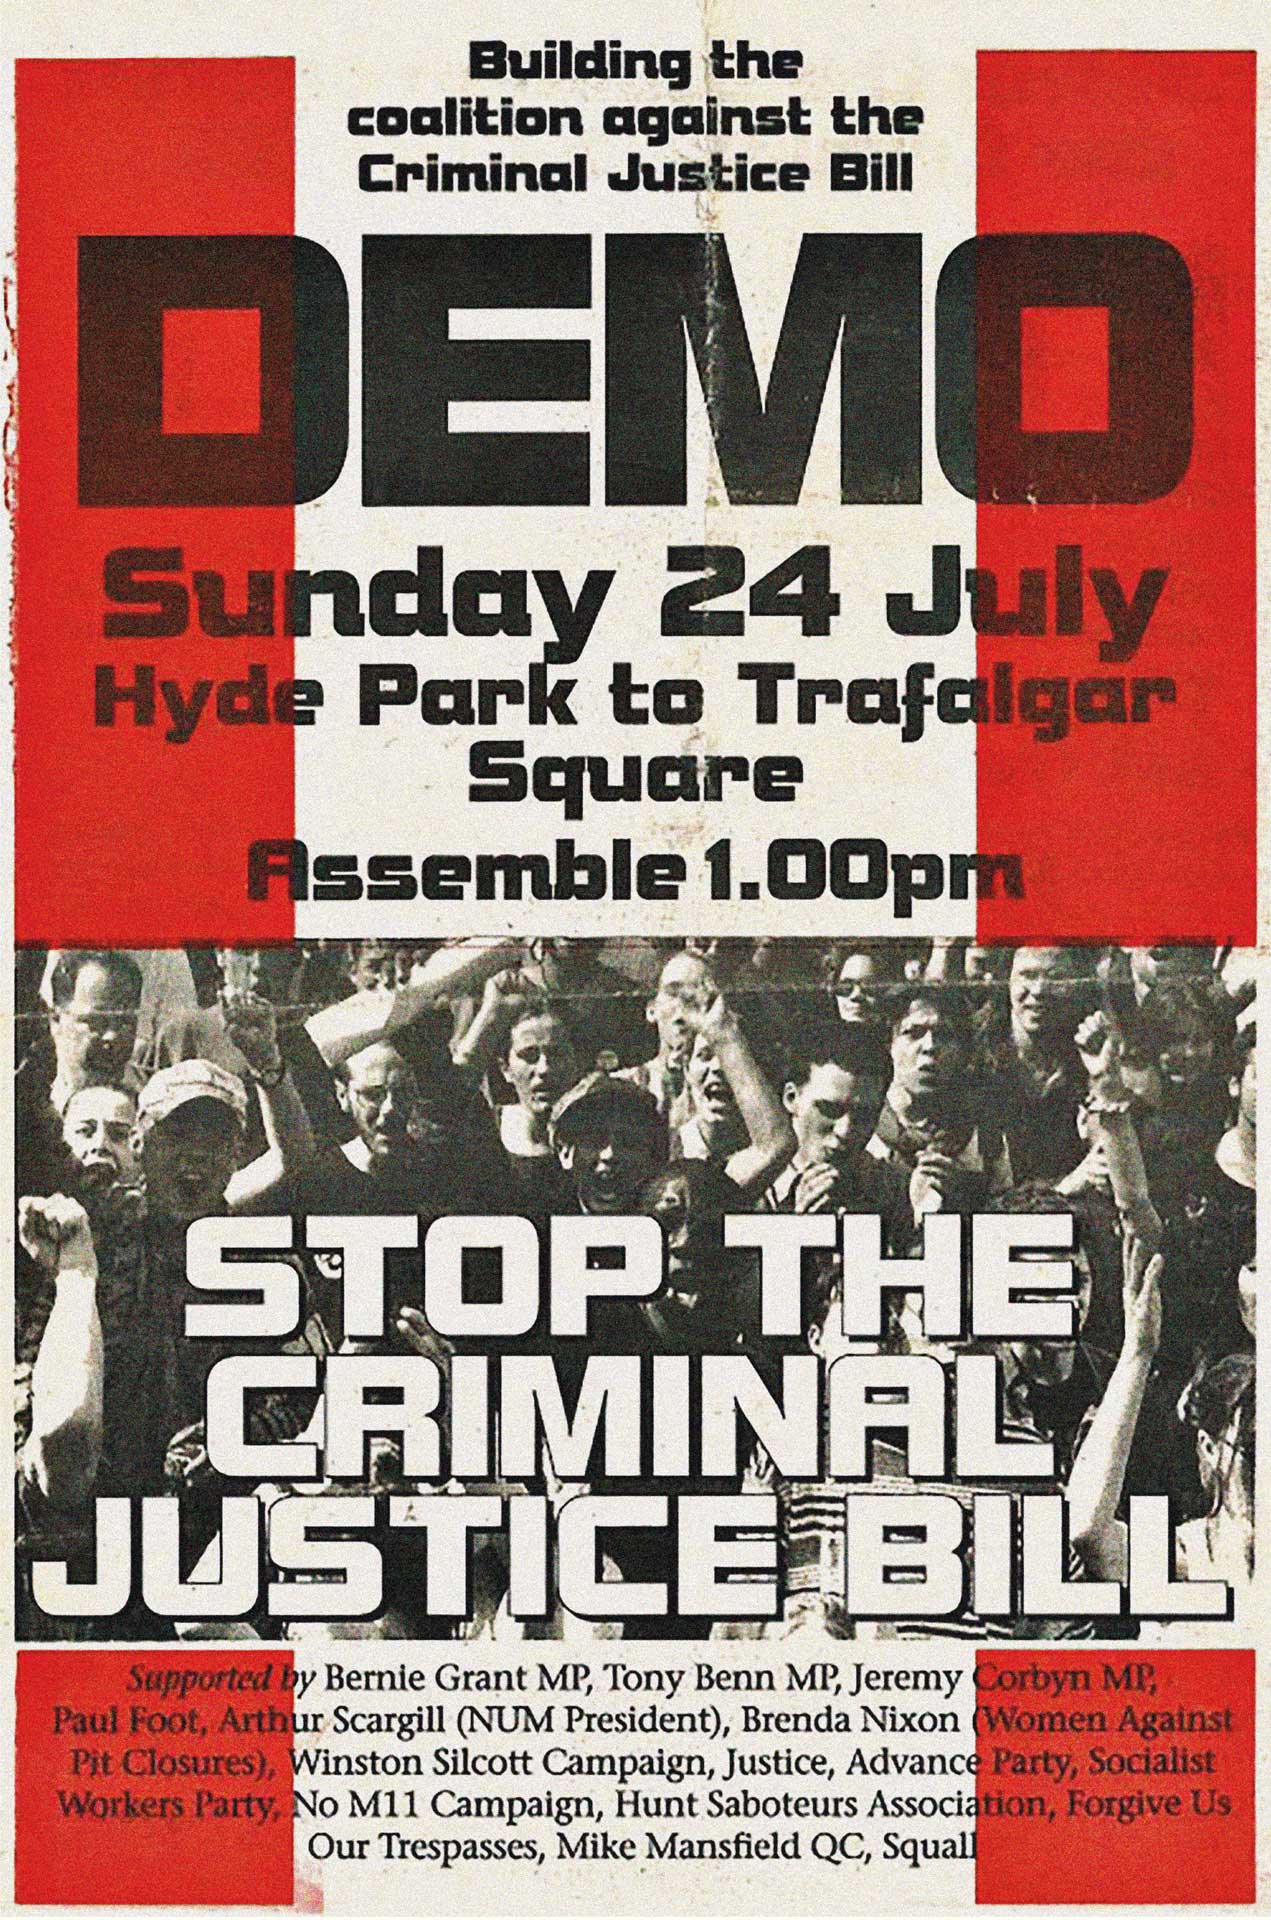 Building the
coalition against the
Criminal Justice Bill
DEMO
Sunday 24 July
Hyde Park to Trafalgar
Square
Assemble 1.00pm
STOP THE
CRIMINAL
JUSTICE BILL
Supported by Bernie Grant MP, Tony Benn MP, Jeremy Corbyn MP,
Paul Foot, Arthur Scargill (NUM President), Brenda Nixon (Women Against
Pit Closures), Winston Silcott Campaign, Justice, Advance Party, Socialist
Workers Party, No M11 Campaign, Hunt Saboteurs Association, Forgive Us
Our Trespasses, Mike Mansfield QC, Squall